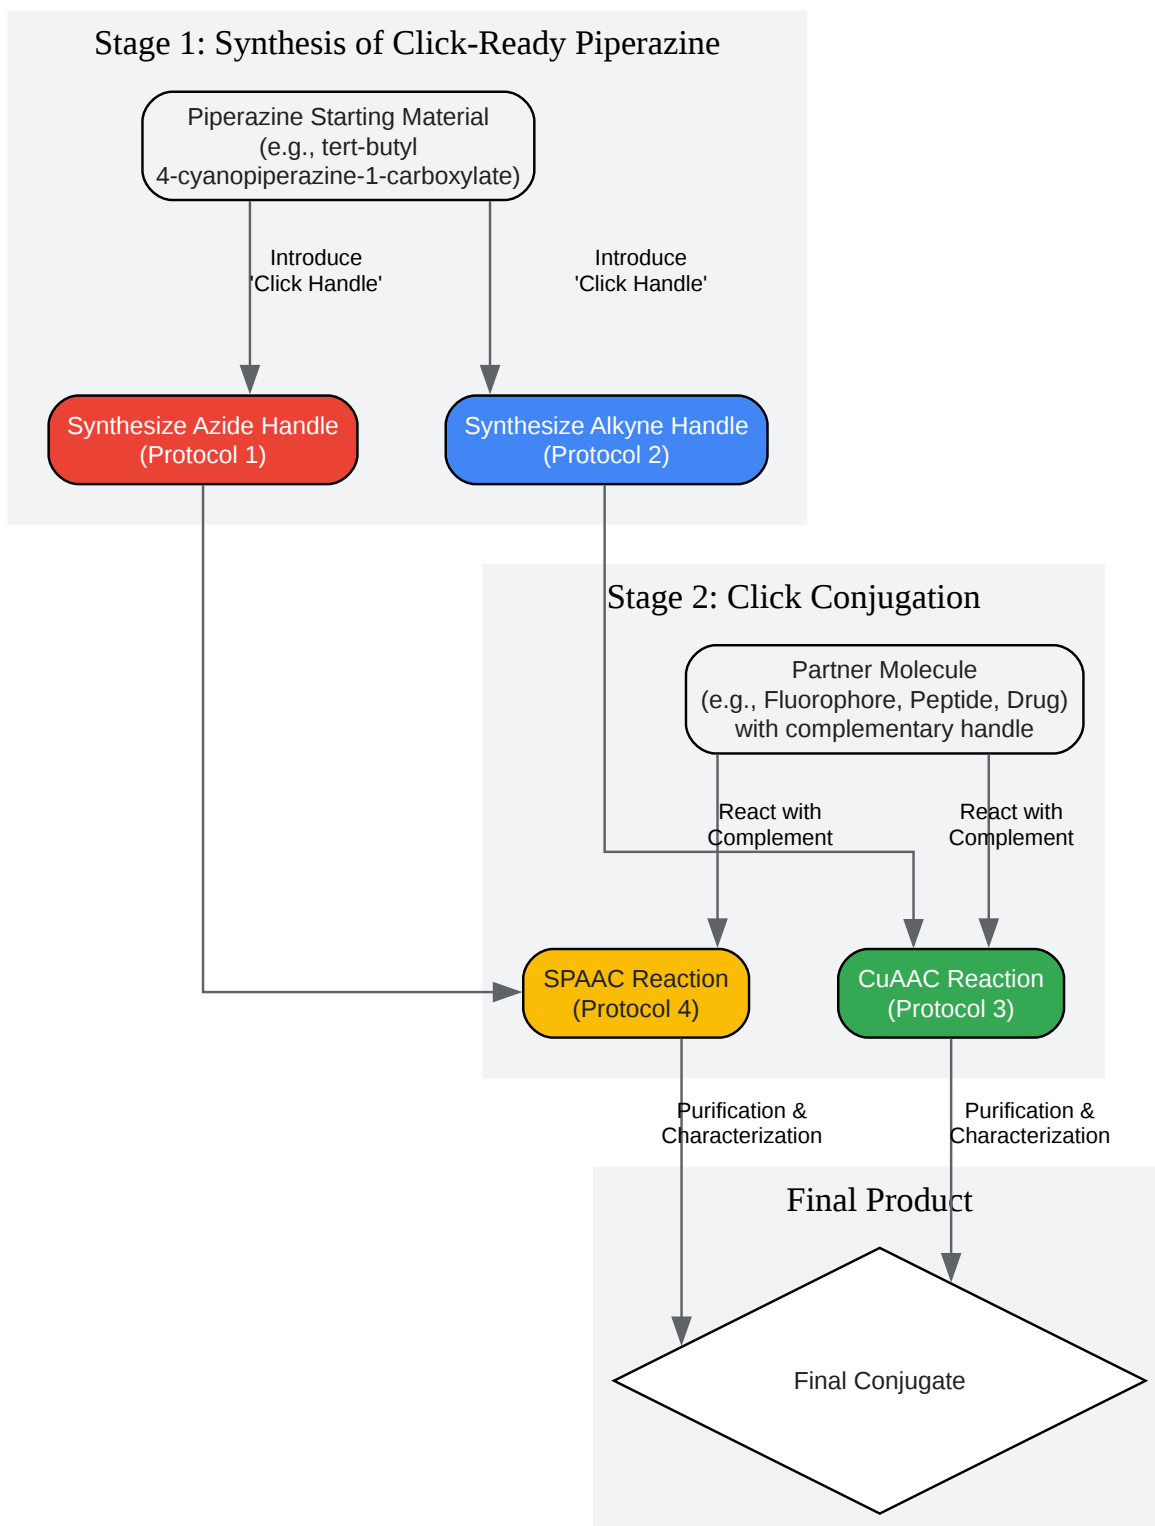 Stage 1: Synthesis of Click-Ready Piperazine
Piperazine Starting Material
(e.g., tert-butyl
4-cyanopiperazine-1-carboxylate)
Introduce
'Click Handle'
Introduce
'Click Handle'
Synthesize Azide Handle
(Protocol 1)
Synthesize Alkyne Handle
(Protocol 2)
Stage 2: Click Conjugation
Partner Molecule
(e.g., Fluorophore, Peptide, Drug)
with complementary handle
React with
Complement
React with
Complement
SPAAC Reaction
(Protocol 4)
CuAAC Reaction
(Protocol 3)
Purification &
Characterization
Purification &
Characterization
Final Product
Final Conjugate